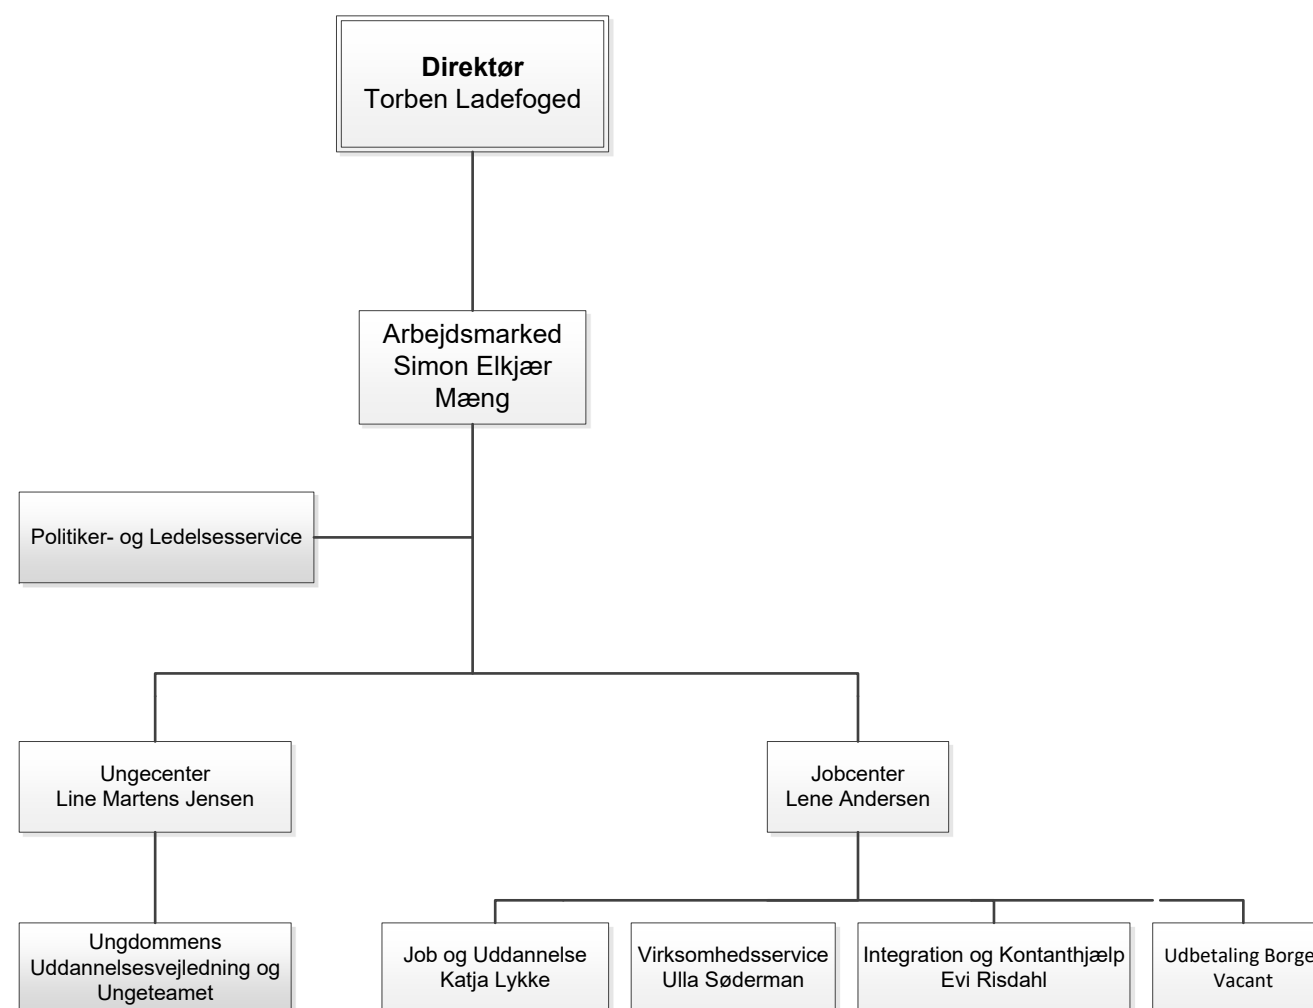 Direktør
Torben Ladefoged
Arbejdsmarked
Simon Elkjær
Mæng
Politiker- og Ledelsesservice
Ungecenter
Line Martens Jensen
Jobcenter
Lene Andersen
Ungdommens
Uddannelsesvejledning og
Ungeteamet
Job og Uddannelse
Katja Lykke
Virksomhedsservice
Ulla Søderman
Integration og Kontanthjælp
Evi Risdahl
Udbetaling Borge
Vacant